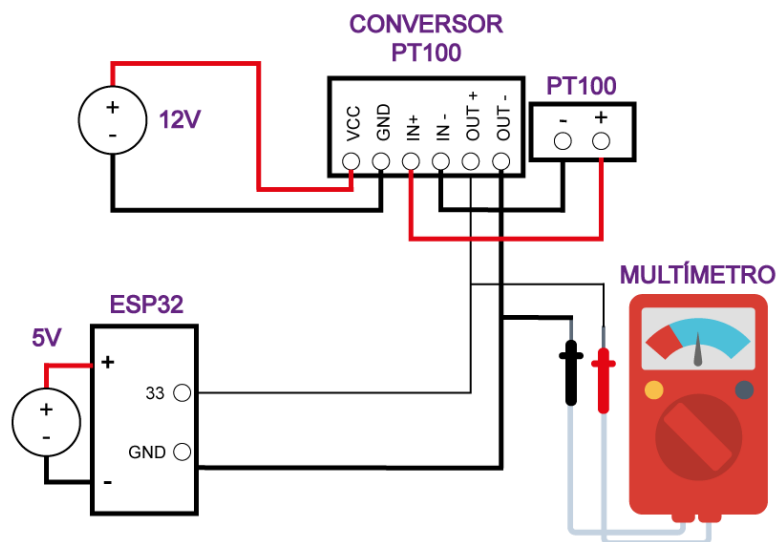 CONVERSOR
PT100
PT100
12V
+
-
VCC
GND
IN+
IN -
OUT +
OUT -
-
+
MULTÍMETRO
ESP32
5V
+
-
+
-
33
GND